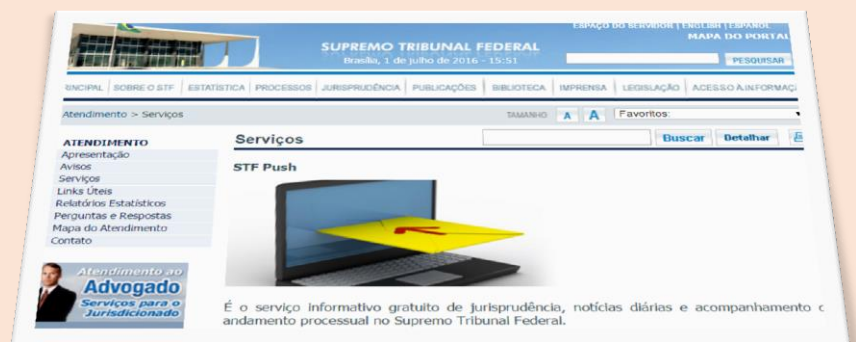 ESPAÇO DO SERVIDOR | ENGLISH | ESPAÑOL
MAPA DO PORTAL
SUPREMO TRIBUNAL FEDERAL
Brasília, 1 de julho de 2016 - 15:51
PESQUISAR
RINCIPAL SOBRE O STF ESTATÍSTICA PROCESSOS JURISPRUDÊNCIA PUBLICAÇÕES BIBLIOTECA IMPRENSA LEGISLAÇÃO ACESSO À INFORMAÇ
Atendimento > Serviços TAMANHO A A Favoritos:
ATENDIMENTO
Apresentação
Avisos
Serviços
Links Úteis
Relatórios Estatísticos
Perguntas e Respostas
Mapa do Atendimento
Contato
Atendimento ao
Advogado
Serviços para o
Jurisdicionado
Serviços Buscar Detalhar
STF Push
É o serviço informativo gratuito de jurisprudência, notícias diárias e acompanhamento
andamento processual no Supremo Tribunal Federal.